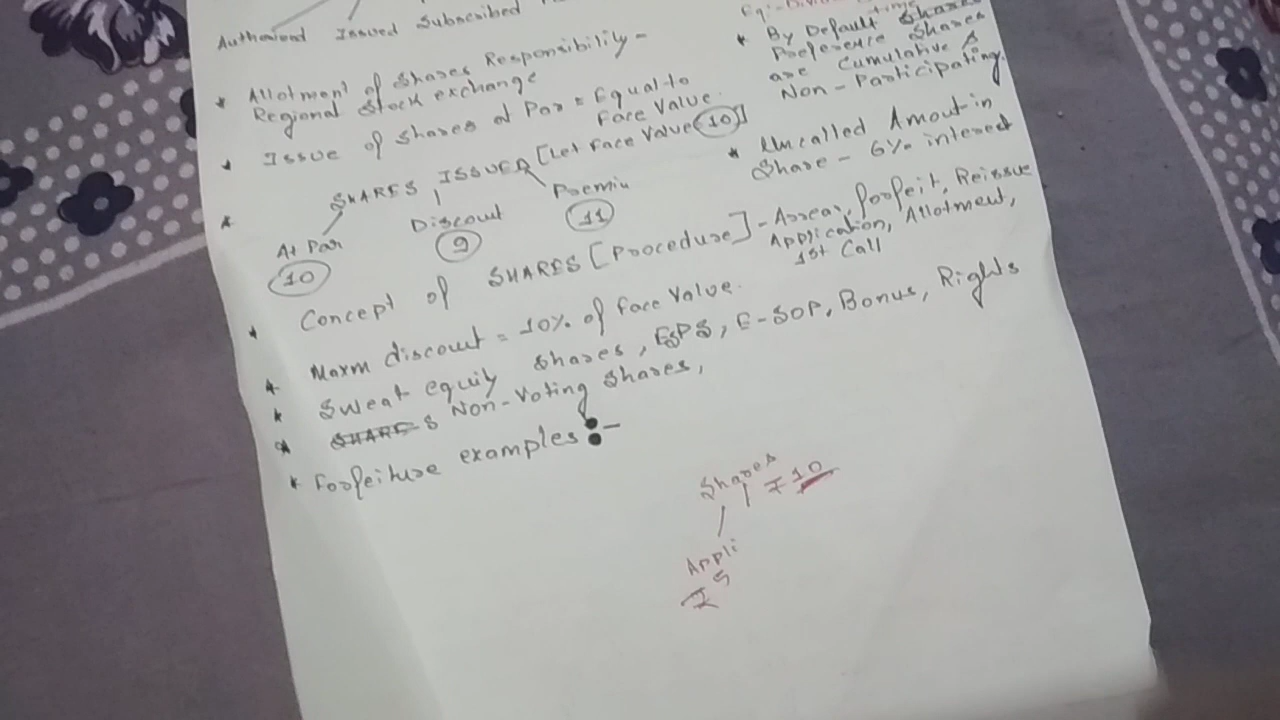 Authorised Issued Subscribed
* Allotment of Shares Responsibility -
Regional Stock exchange
* Issue of Shares at Par = Equal to
Face Value.
* SHARES ISSUED [Let Face Value 10]
At Par Discount Premiu
10 9 11
* By Default Shares
Preference Shares
are Cumulative &
Non - Participating.
* Uncalled Amount in
Share - 6% interest
* Concept of SHARES [Procedure] - Arrear, forfeit, Reissue
Application, Allotment,
1st Call
* Maxm discount = 10% of face Value.
* Sweat equity Shares, ESPS, E-SOP, Bonus, Rights
* Non-Voting Shares,
* Forfeiture examples :-
Shares ₹10
Appli
₹5